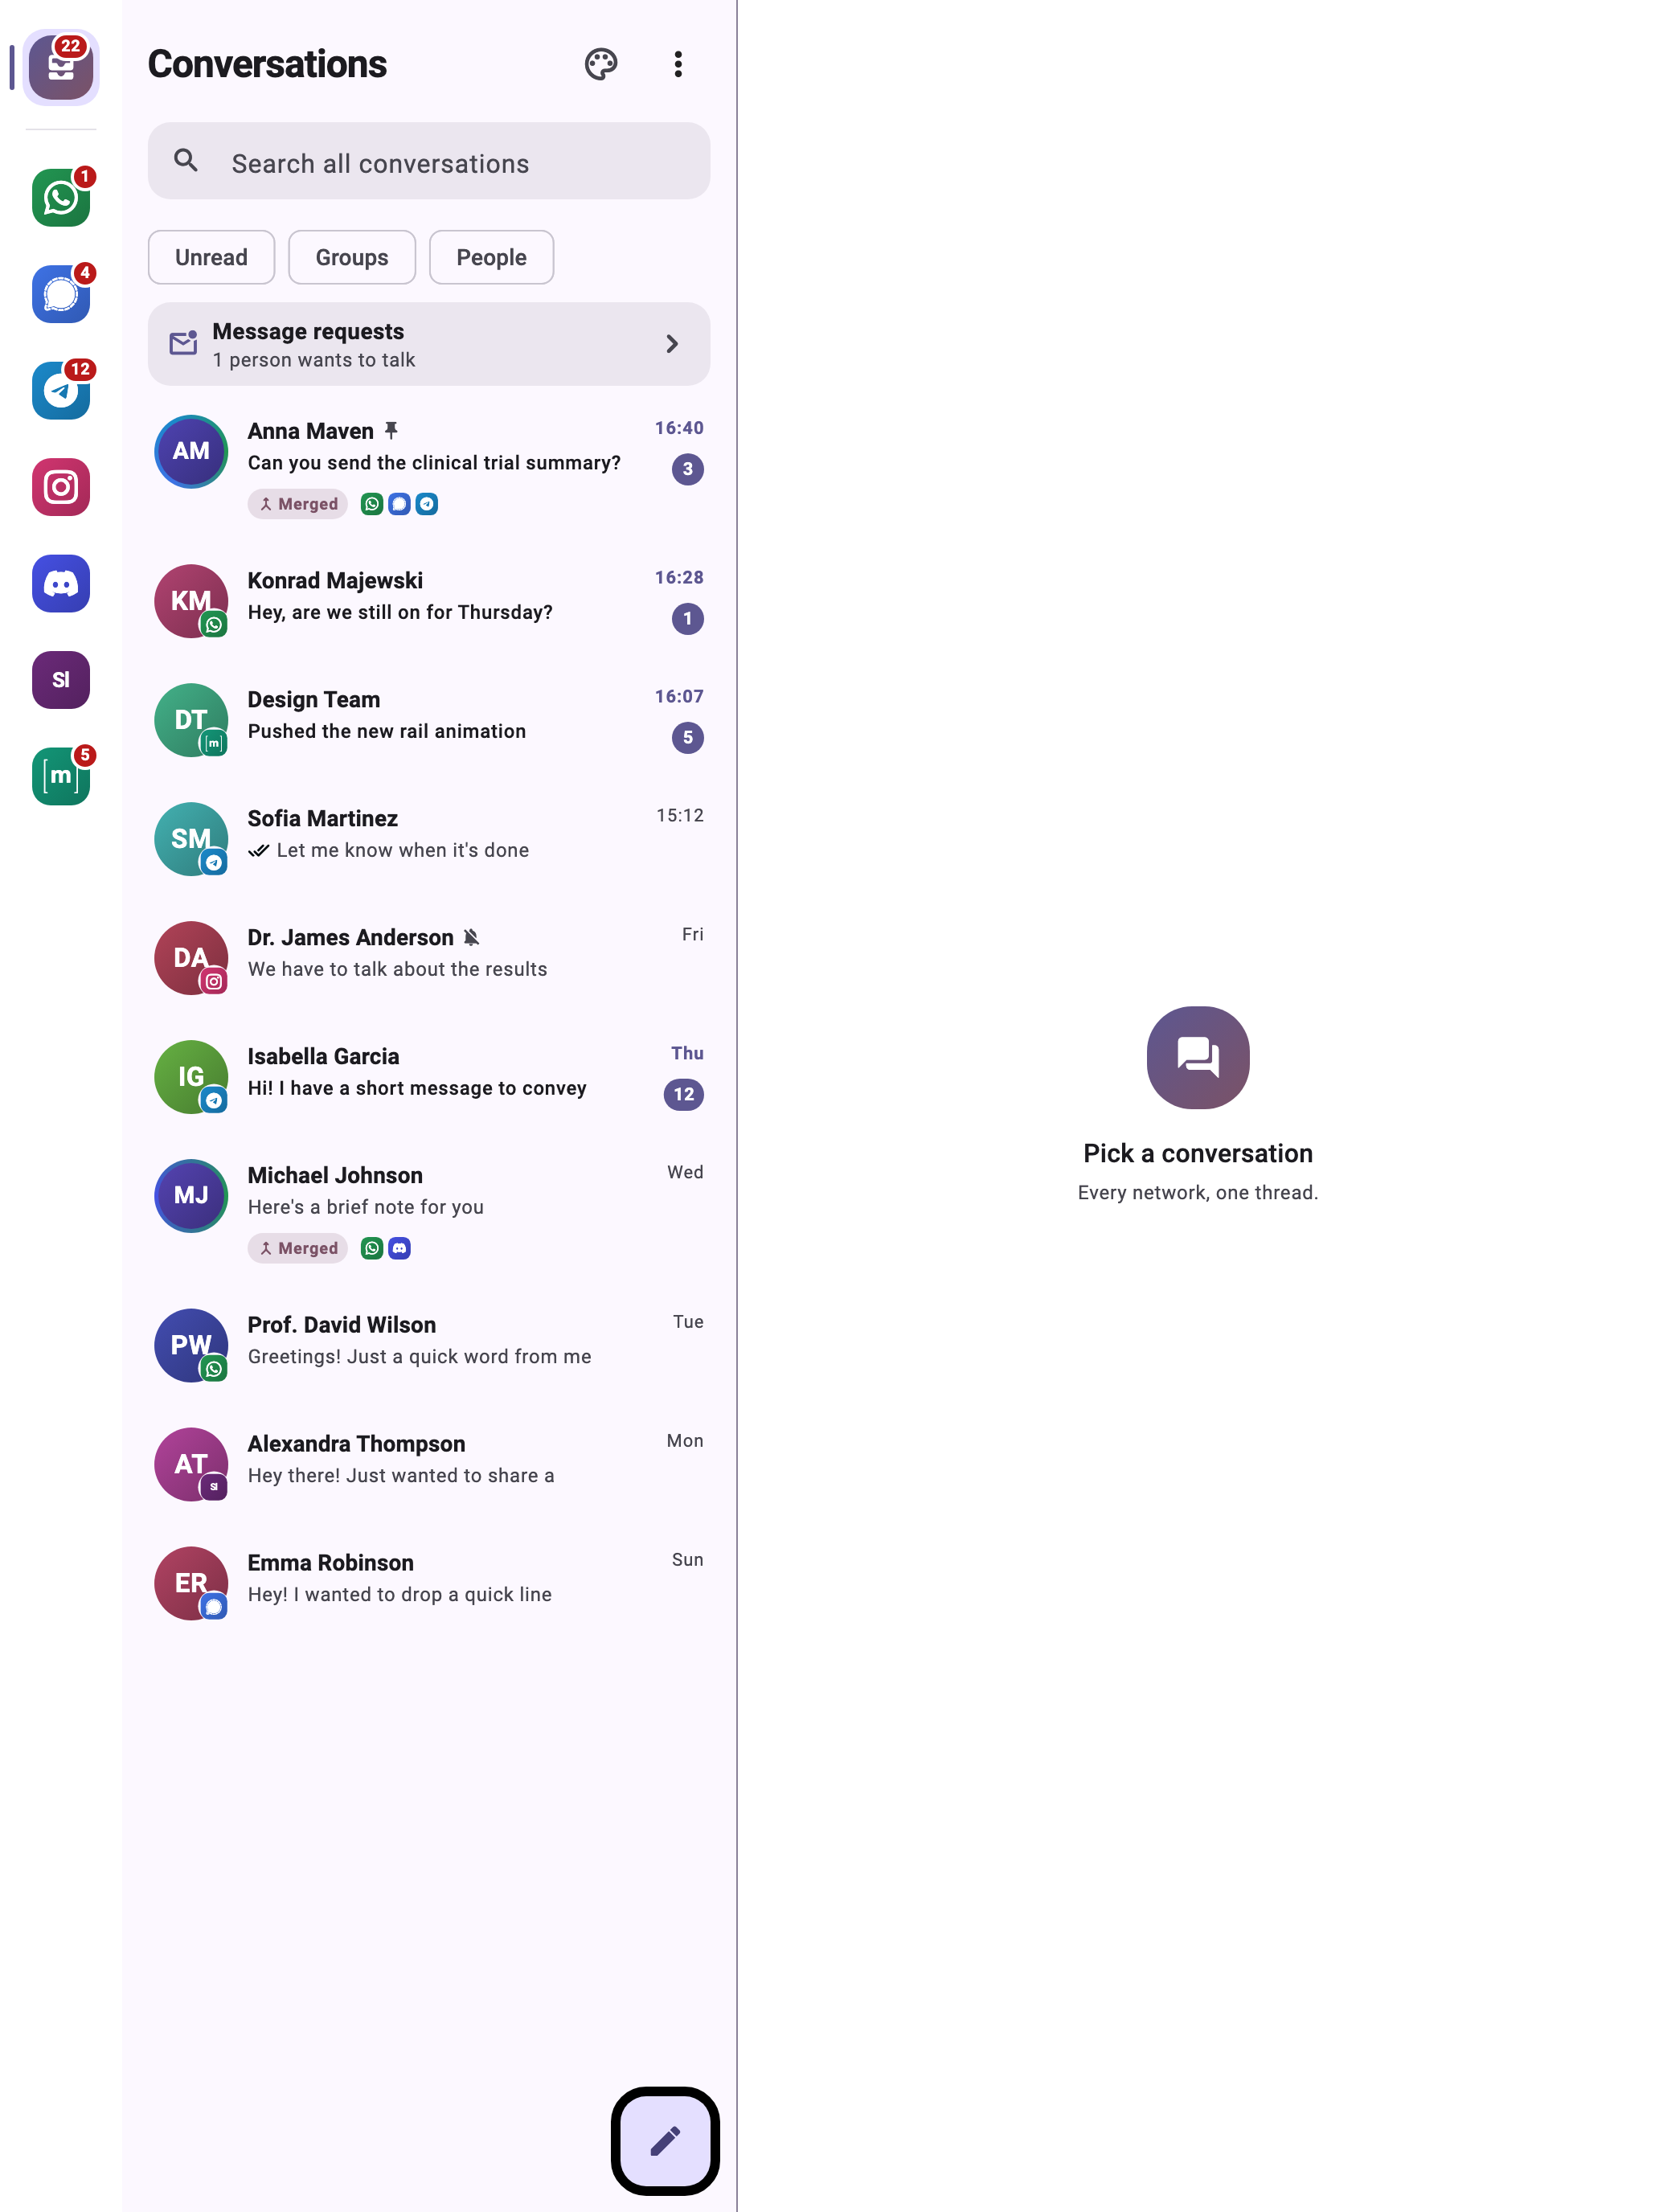 22
Conversations
1
Search all conversations
Unread
Groups
People
4
Message requests
1 person wants to talk
12
AM
Anna Maven
16:40
Can you send the clinical trial summary?
3
Merged
KM
Konrad Majewski
16:28
Hey, are we still on for Thursday?
1
Sl
DT
[m]
Design Team
16:07
Pushed the new rail animation
5
[m]
5
SM
Sofia Martinez
15:12
Let me know when it's done
DA
Dr. James Anderson
Fri
We have to talk about the results
IG
Isabella Garcia
Thu
Hi! I have a short message to convey
12
MJ
Michael Johnson
Wed
Here's a brief note for you
Merged
PW
Prof. David Wilson
Tue
Greetings! Just a quick word from me
AT
Sl
Alexandra Thompson
Mon
Hey there! Just wanted to share a
ER
Emma Robinson
Sun
Hey! I wanted to drop a quick line
Pick a conversation
Every network, one thread.